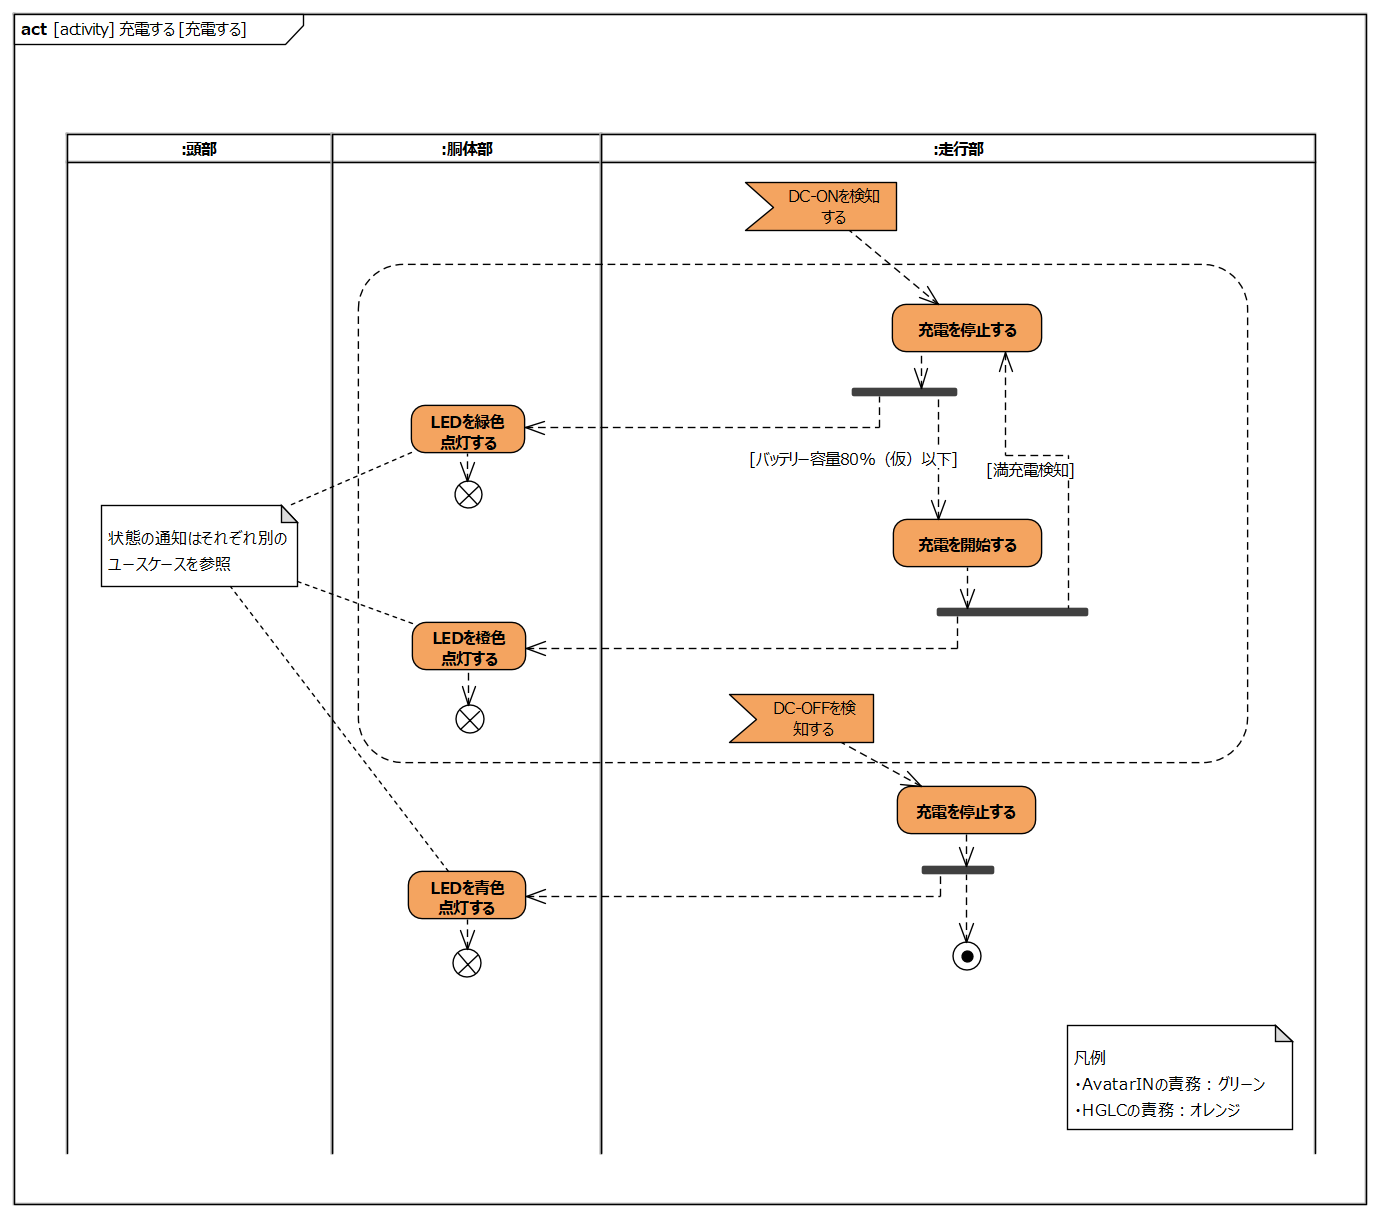 act [activity] 充電する [充電する]
:頭部
:胴体部
:走行部
DC-ONを検知
する
充電を停止する
LEDを緑色
点灯する
[バッテリー容量80%（仮）以下]
[満充電検知]
状態の通知はそれぞれ別の
ユースケースを参照
充電を開始する
LEDを橙色
点灯する
DC-OFFを検
知する
充電を停止する
LEDを青色
点灯する
凡例
・AvatarINの責務：グリーン
・HGLCの責務：オレンジ